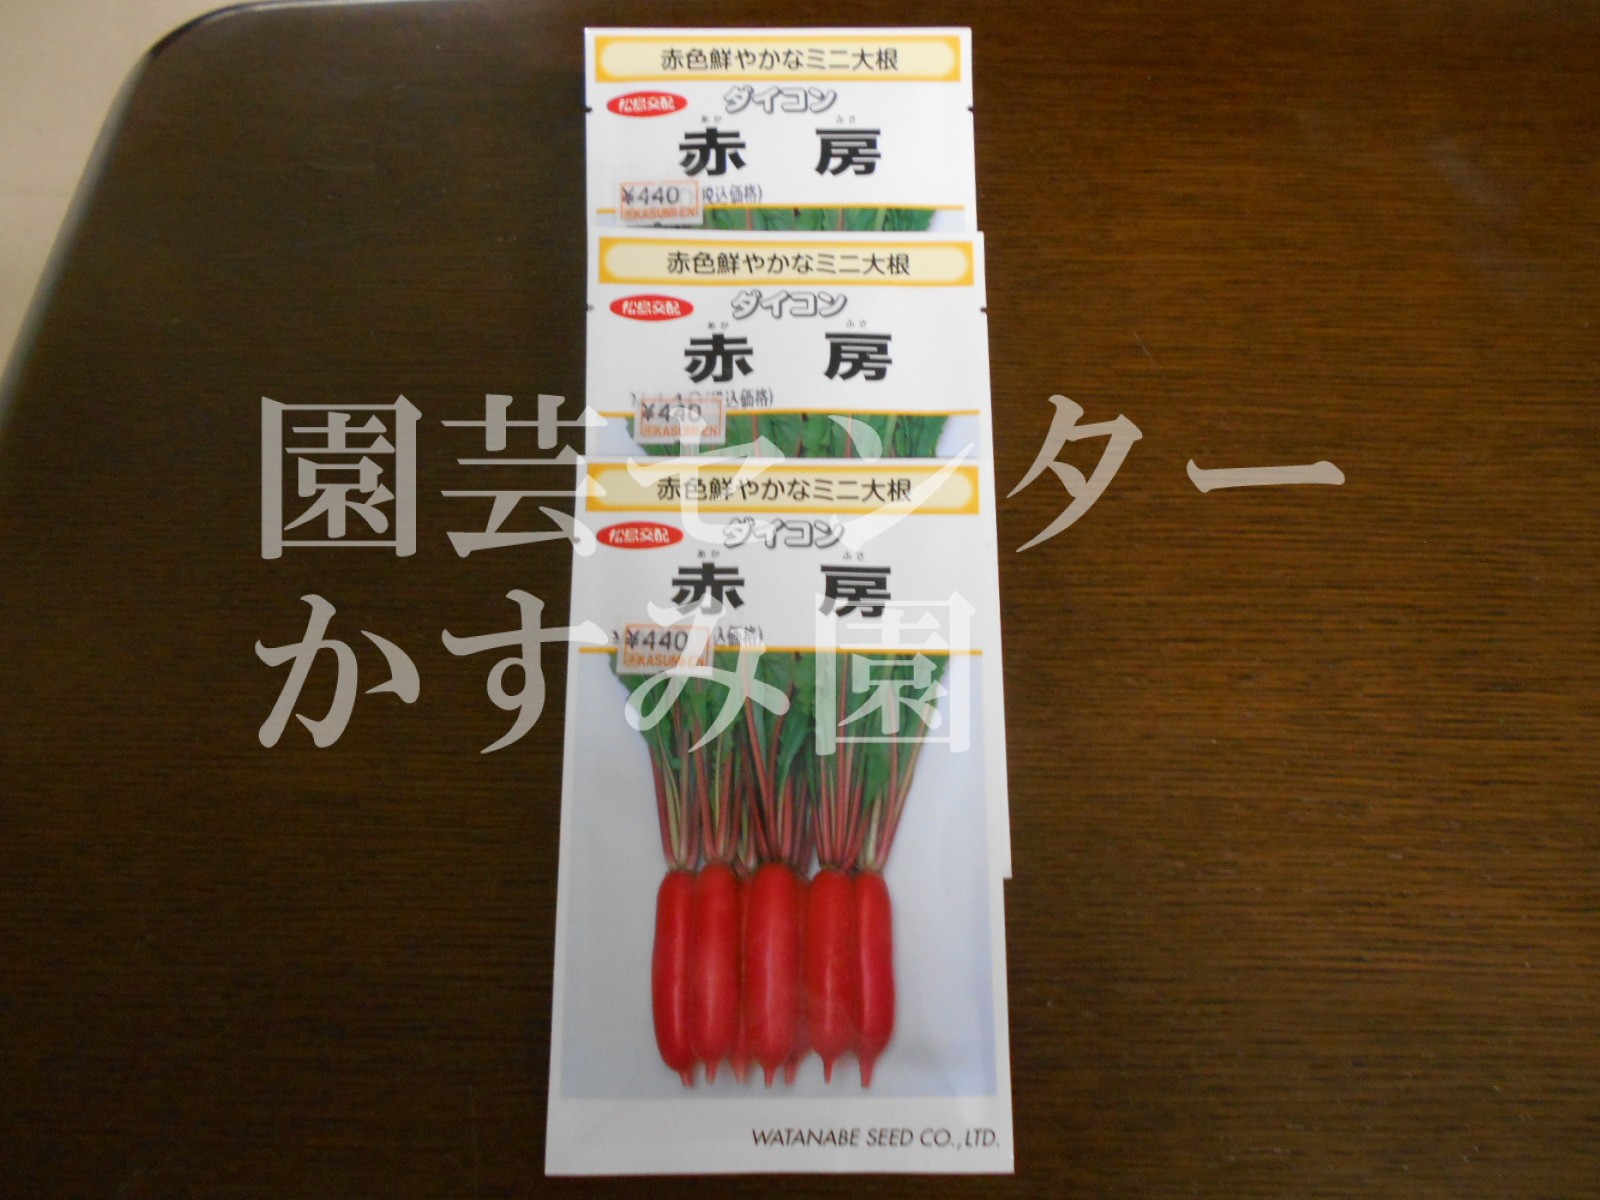 赤色鮮やかなミニ大根
松島交配
ダイコン
あか ふさ
赤房
¥440 税込価格)
KASUMI EN
赤色鮮やかなミニ大根
松島交配
ダイコン
あか ふさ
赤房
込価格)
¥440
KASUMI EN
赤色鮮やかなミニ大根
松島交配
ダイコン
あか ふさ
赤房
¥440 込価格)
KASUMI EN
WATANABE SEED CO.,LTD.
園芸センター
かすみ園